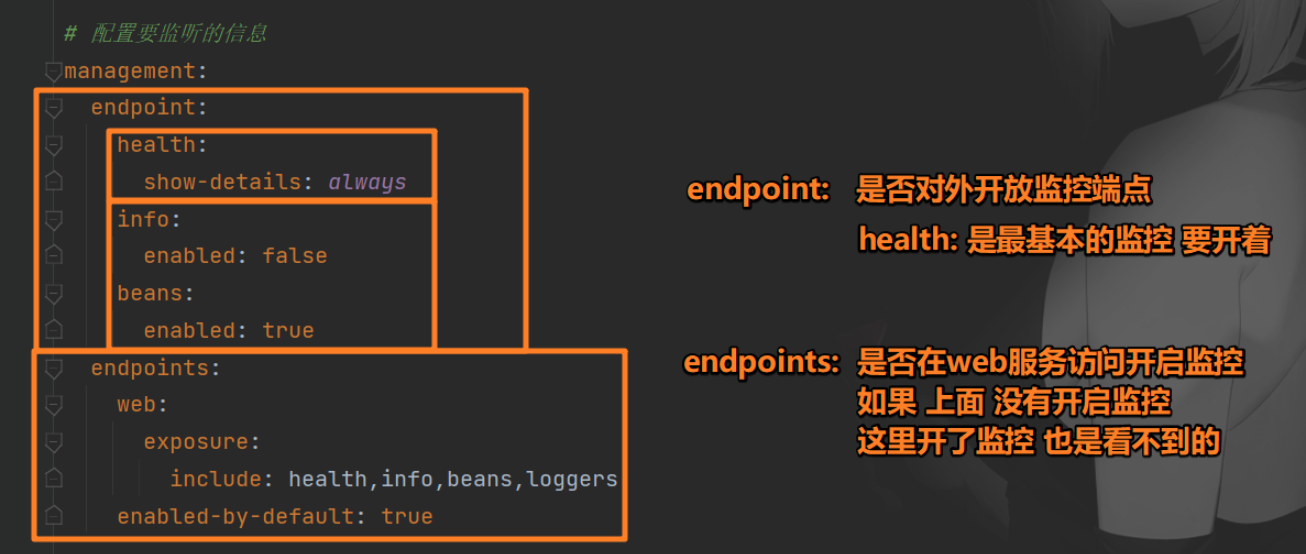 # 配置要监听的信息
management:
endpoint:
health:
show-details: always
info:
enabled: false
beans:
enabled: true
endpoints:
web:
exposure:
include: health,info,beans,loggers
enabled-by-default: true
endpoint: 是否对外开放监控端点
health: 是最基本的监控 要开着
endpoints: 是否在web服务访问开启监控
如果 上面 没有开启监控
这里开了监控 也是看不到的